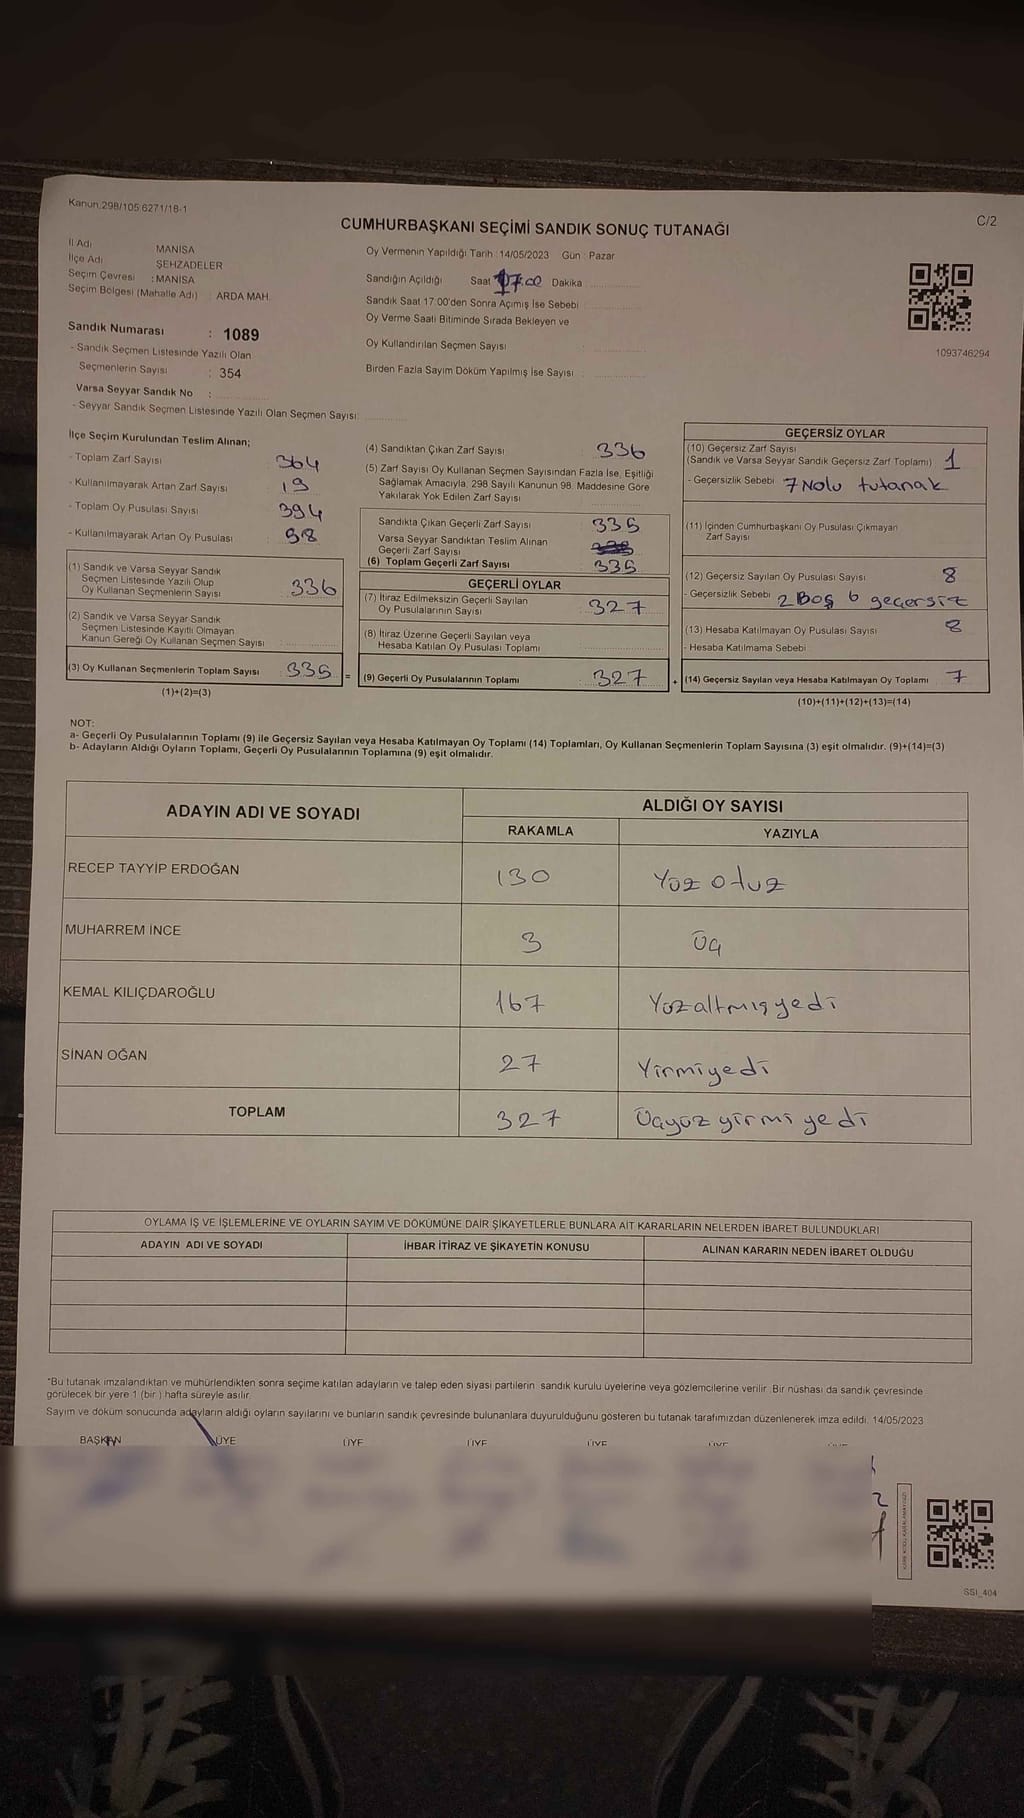 Kanun.298/105.6271/18-1
C/2
CUMHURBAŞKANI SEÇİMİ SANDIK SONUÇ TUTANAĞI
İl Adı MANİSA
İlçe Adı ŞEHZADELER
Seçim Çevresi : MANİSA
Seçim Bölgesi (Mahalle Adı) : ARDA MAH.
Sandık Numarası : 1089
- Sandık Seçmen Listesinde Yazılı Olan
Seçmenlerin Sayısı : 354
Varsa Seyyar Sandık No :
- Seyyar Sandık Seçmen Listesinde Yazılı Olan Seçmen Sayısı:
Oy Vermenin Yapıldığı Tarih : 14/05/2023 Gün : Pazar
Sandığın Açıldığı Saat 17.00 Dakika
Sandık Saat 17:00'den Sonra Açımış İse Sebebi
Oy Verme Saati Bitiminde Sırada Bekleyen ve
Oy Kullandırılan Seçmen Sayısı :
Birden Fazla Sayım Döküm Yapılmış İse Sayısı :
1093746294
İlçe Seçim Kurulundan Teslim Alınan;
- Toplam Zarf Sayısı : 364
- Kullanılmayarak Artan Zarf Sayısı : 19
- Toplam Oy Pusulası Sayısı : 394
- Kullanılmayarak Artan Oy Pusulası : 58
(1) Sandık ve Varsa Seyyar Sandık
Seçmen Listesinde Yazılı Olup
Oy Kullanan Seçmenlerin Sayısı : 336
(2) Sandık ve Varsa Seyyar Sandık
Seçmen Listesinde Kayıtlı Olmayan
Kanun Gereği Oy Kullanan Seçmen Sayısı :
(3) Oy Kullanan Seçmenlerin Toplam Sayısı : 335 =
(1)+(2)=(3)
(4) Sandıktan Çıkan Zarf Sayısı : 336
(5) Zarf Sayısı Oy Kullanan Seçmen Sayısından Fazla İse, Eşitliği
Sağlamak Amacıyla, 298 Sayılı Kanunun 98. Maddesine Göre
Yakılarak Yok Edilen Zarf Sayısı
Sandıkta Çıkan Geçerli Zarf Sayısı : 335
Varsa Seyyar Sandıktan Teslim Alınan
Geçerli Zarf Sayısı
(6) Toplam Geçerli Zarf Sayısı : 335
GEÇERLİ OYLAR
(7) İtiraz Edilmeksizin Geçerli Sayılan
Oy Pusulalarının Sayısı : 327
(8) İtiraz Üzerine Geçerli Sayılan veya
Hesaba Katılan Oy Pusulası Toplamı
(9) Geçerli Oy Pusulalarının Toplamı : 327 +
GEÇERSİZ OYLAR
(10) Geçersiz Zarf Sayısı
(Sandık ve Varsa Seyyar Sandık Geçersiz Zarf Toplamı) 1
- Geçersizlik Sebebi 7 Nolu tutanak
(11) İçinden Cumhurbaşkanı Oy Pusulası Çıkmayan
Zarf Sayısı
(12) Geçersiz Sayılan Oy Pusulası Sayısı 8
- Geçersizlik Sebebi 2 Boş 6 geçersiz
(13) Hesaba Katılmayan Oy Pusulası Sayısı 8
- Hesaba Katılmama Sebebi
(14) Geçersiz Sayılan veya Hesaba Katılmayan Oy Toplamı : 7
(10)+(11)+(12)+(13)=(14)
NOT:
a- Geçerli Oy Pusulalarının Toplamı (9) ile Geçersiz Sayılan veya Hesaba Katılmayan Oy Toplamı (14) Toplamları, Oy Kullanan Seçmenlerin Toplam Sayısına (3) eşit olmalıdır. (9)+(14)=(3)
b- Adayların Aldığı Oyların Toplamı, Geçerli Oy Pusulalarının Toplamına (9) eşit olmalıdır.
ADAYIN ADI VE SOYADI
ALDIĞI OY SAYISI
RAKAMLA YAZIYLA
RECEP TAYYİP ERDOĞAN 130 Yüz otuz
MUHARREM İNCE 3 Üç
KEMAL KILIÇDAROĞLU 167 Yüzaltmışyedi
SİNAN OĞAN 27 Yirmiyedi
TOPLAM 327 Üçyüz yirmi yedi
OYLAMA İŞ VE İŞLEMLERİNE VE OYLARIN SAYIM VE DÖKÜMÜNE DAİR ŞİKAYETLERLE BUNLARA AİT KARARLARIN NELERDEN İBARET BULUNDUKLARI
ADAYIN ADI VE SOYADI İHBAR İTİRAZ VE ŞİKAYETİN KONUSU ALINAN KARARIN NEDEN İBARET OLDUĞU
*Bu tutanak imzalandıktan ve mühürlendikten sonra seçime katılan adayların ve talep eden siyasi partilerin sandık kurulu üyelerine veya gözlemcilerine verilir. Bir nüshası da sandık çevresinde
görülecek bir yere 1 (bir ) hafta süreyle asılır.
Sayım ve döküm sonucunda adayların aldığı oyların sayılarını ve bunların sandık çevresinde bulunanlara duyurulduğunu gösteren bu tutanak tarafımızdan düzenlenerek imza edildi. 14/05/2023
BAŞKAN ÜYE ÜYE ÜYE ÜYE ÜYE
SSI_404